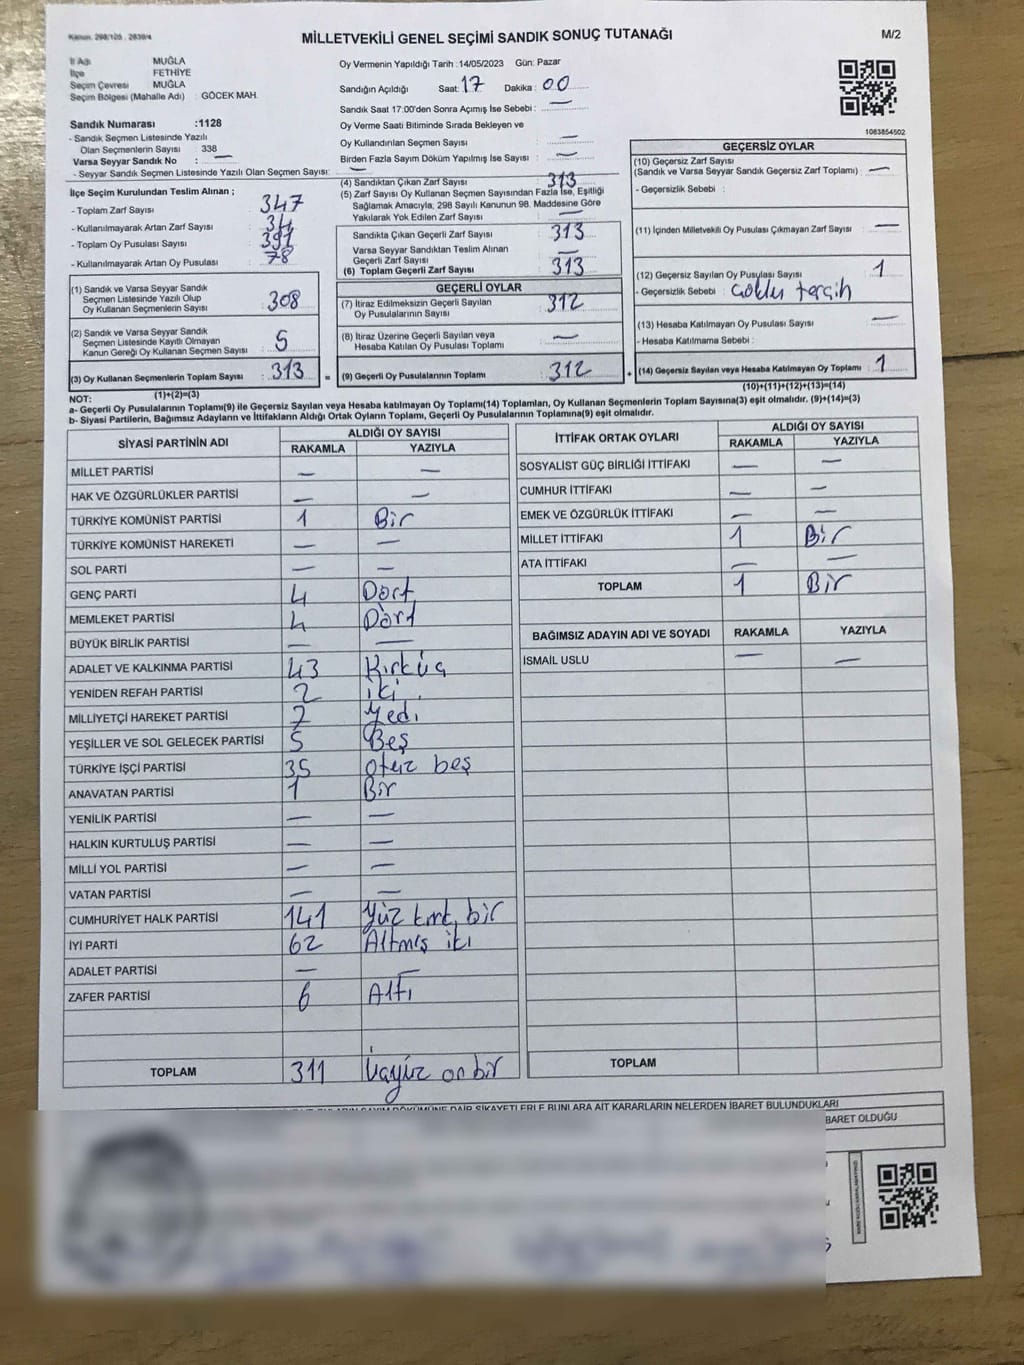 Kanun: 298/105 , 2839/4
MİLLETVEKİLİ GENEL SEÇİMİ SANDIK SONUÇ TUTANAĞI
M/2
İl Adı MUĞLA
İlçe FETHİYE
Seçim Çevresi : MUĞLA
Seçim Bölgesi (Mahalle Adı) : GÖCEK MAH.
Sandık Numarası :1128
- Sandık Seçmen Listesinde Yazılı
Olan Seçmenlerin Sayısı : 338
Varsa Seyyar Sandık No : —
- Seyyar Sandık Seçmen Listesinde Yazılı Olan Seçmen Sayısı: —
Oy Vermenin Yapıldığı Tarih :14/05/2023 Gün: Pazar
Sandığın Açıldığı Saat: 17 Dakika : 00
Sandık Saat 17:00'den Sonra Açımış İse Sebebi : —
Oy Verme Saati Bitiminde Sırada Bekleyen ve
Oy Kullandırılan Seçmen Sayısı : —
Birden Fazla Sayım Döküm Yapılmış İse Sayısı : —
1083854502
İlçe Seçim Kurulundan Teslim Alınan ;
- Toplam Zarf Sayısı : 347
- Kullanılmayarak Artan Zarf Sayısı : 34
- Toplam Oy Pusulası Sayısı : 391
- Kullanılmayarak Artan Oy Pusulası : 78
(4) Sandıktan Çıkan Zarf Sayısı : 313
(5) Zarf Sayısı Oy Kullanan Seçmen Sayısından Fazla İse, Eşitliği
Sağlamak Amacıyla, 298 Sayılı Kanunun 98. Maddesine Göre
Yakılarak Yok Edilen Zarf Sayısı : —
Sandıkta Çıkan Geçerli Zarf Sayısı : 313
Varsa Seyyar Sandıktan Teslim Alınan
Geçerli Zarf Sayısı : —
(6) Toplam Geçerli Zarf Sayısı : 313
GEÇERSİZ OYLAR
(10) Geçersiz Zarf Sayısı
(Sandık ve Varsa Seyyar Sandık Geçersiz Zarf Toplamı) : —
- Geçersizlik Sebebi :
(11) İçinden Milletvekili Oy Pusulası Çıkmayan Zarf Sayısı : —
(12) Geçersiz Sayılan Oy Pusulası Sayısı : 1
- Geçersizlik Sebebi : Çoklu tercih
(13) Hesaba Katılmayan Oy Pusulası Sayısı : —
- Hesaba Katılmama Sebebi :
(14) Geçersiz Sayılan veya Hesaba Katılmayan Oy Toplamı : 1
(10)+(11)+(12)+(13)=(14)
(1) Sandık ve Varsa Seyyar Sandık
Seçmen Listesinde Yazılı Olup
Oy Kullanan Seçmenlerin Sayısı : 308
(2) Sandık ve Varsa Seyyar Sandık
Seçmen Listesinde Kayıtlı Olmayan
Kanun Gereği Oy Kullanan Seçmen Sayısı : 5
(3) Oy Kullanan Seçmenlerin Toplam Sayısı : 313
(1)+(2)=(3)
GEÇERLİ OYLAR
(7) İtiraz Edilmeksizin Geçerli Sayılan
Oy Pusulalarının Sayısı : 312
(8) İtiraz Üzerine Geçerli Sayılan veya
Hesaba Katılan Oy Pusulası Toplamı : —
= (9) Geçerli Oy Pusulalarının Toplamı : 312 +
NOT:
a- Geçerli Oy Pusulalarının Toplamı(9) ile Geçersiz Sayılan veya Hesaba katılmayan Oy Toplamı(14) Toplamları, Oy Kullanan Seçmenlerin Toplam Sayısına(3) eşit olmalıdır. (9)+(14)=(3)
b- Siyasi Partilerin, Bağımsız Adayların ve İttifakların Aldığı Ortak Oyların Toplamı, Geçerli Oy Pusulalarının Toplamına(9) eşit olmalıdır.
SİYASİ PARTİNİN ADI ALDIĞI OY SAYISI
RAKAMLA YAZIYLA
MİLLET PARTİSİ — —
HAK VE ÖZGÜRLÜKLER PARTİSİ — —
TÜRKİYE KOMÜNİST PARTİSİ 1 Bir
TÜRKİYE KOMÜNİST HAREKETİ — —
SOL PARTİ — —
GENÇ PARTİ 4 Dört
MEMLEKET PARTİSİ 4 Dört
BÜYÜK BİRLİK PARTİSİ — —
ADALET VE KALKINMA PARTİSİ 43 Kırküç
YENİDEN REFAH PARTİSİ 2 iki
MİLLİYETÇİ HAREKET PARTİSİ 7 Yedi
YEŞİLLER VE SOL GELECEK PARTİSİ 5 Beş
TÜRKİYE İŞÇİ PARTİSİ 35 otuz beş
ANAVATAN PARTİSİ 1 Bir
YENİLİK PARTİSİ — —
HALKIN KURTULUŞ PARTİSİ — —
MİLLİ YOL PARTİSİ — —
VATAN PARTİSİ — —
CUMHURİYET HALK PARTİSİ 141 Yüz kırk bir
İYİ PARTİ 62 Altmış iki
ADALET PARTİSİ — —
ZAFER PARTİSİ 6 Altı
TOPLAM 311 üçyüz on bir
İTTİFAK ORTAK OYLARI ALDIĞI OY SAYISI
RAKAMLA YAZIYLA
SOSYALİST GÜÇ BİRLİĞİ İTTİFAKI — —
CUMHUR İTTİFAKI — —
EMEK VE ÖZGÜRLÜK İTTİFAKI — —
MİLLET İTTİFAKI 1 Bir
ATA İTTİFAKI — —
TOPLAM 1 Bir
BAĞIMSIZ ADAYIN ADI VE SOYADI RAKAMLA YAZIYLA
İSMAİL USLU — —
TOPLAM
SAYIM DÖKÜMÜNE DAİR ŞİKAYETLERLE BUNLARA AİT KARARLARIN NELERDEN İBARET BULUNDUKLARI
BARET OLDUĞU